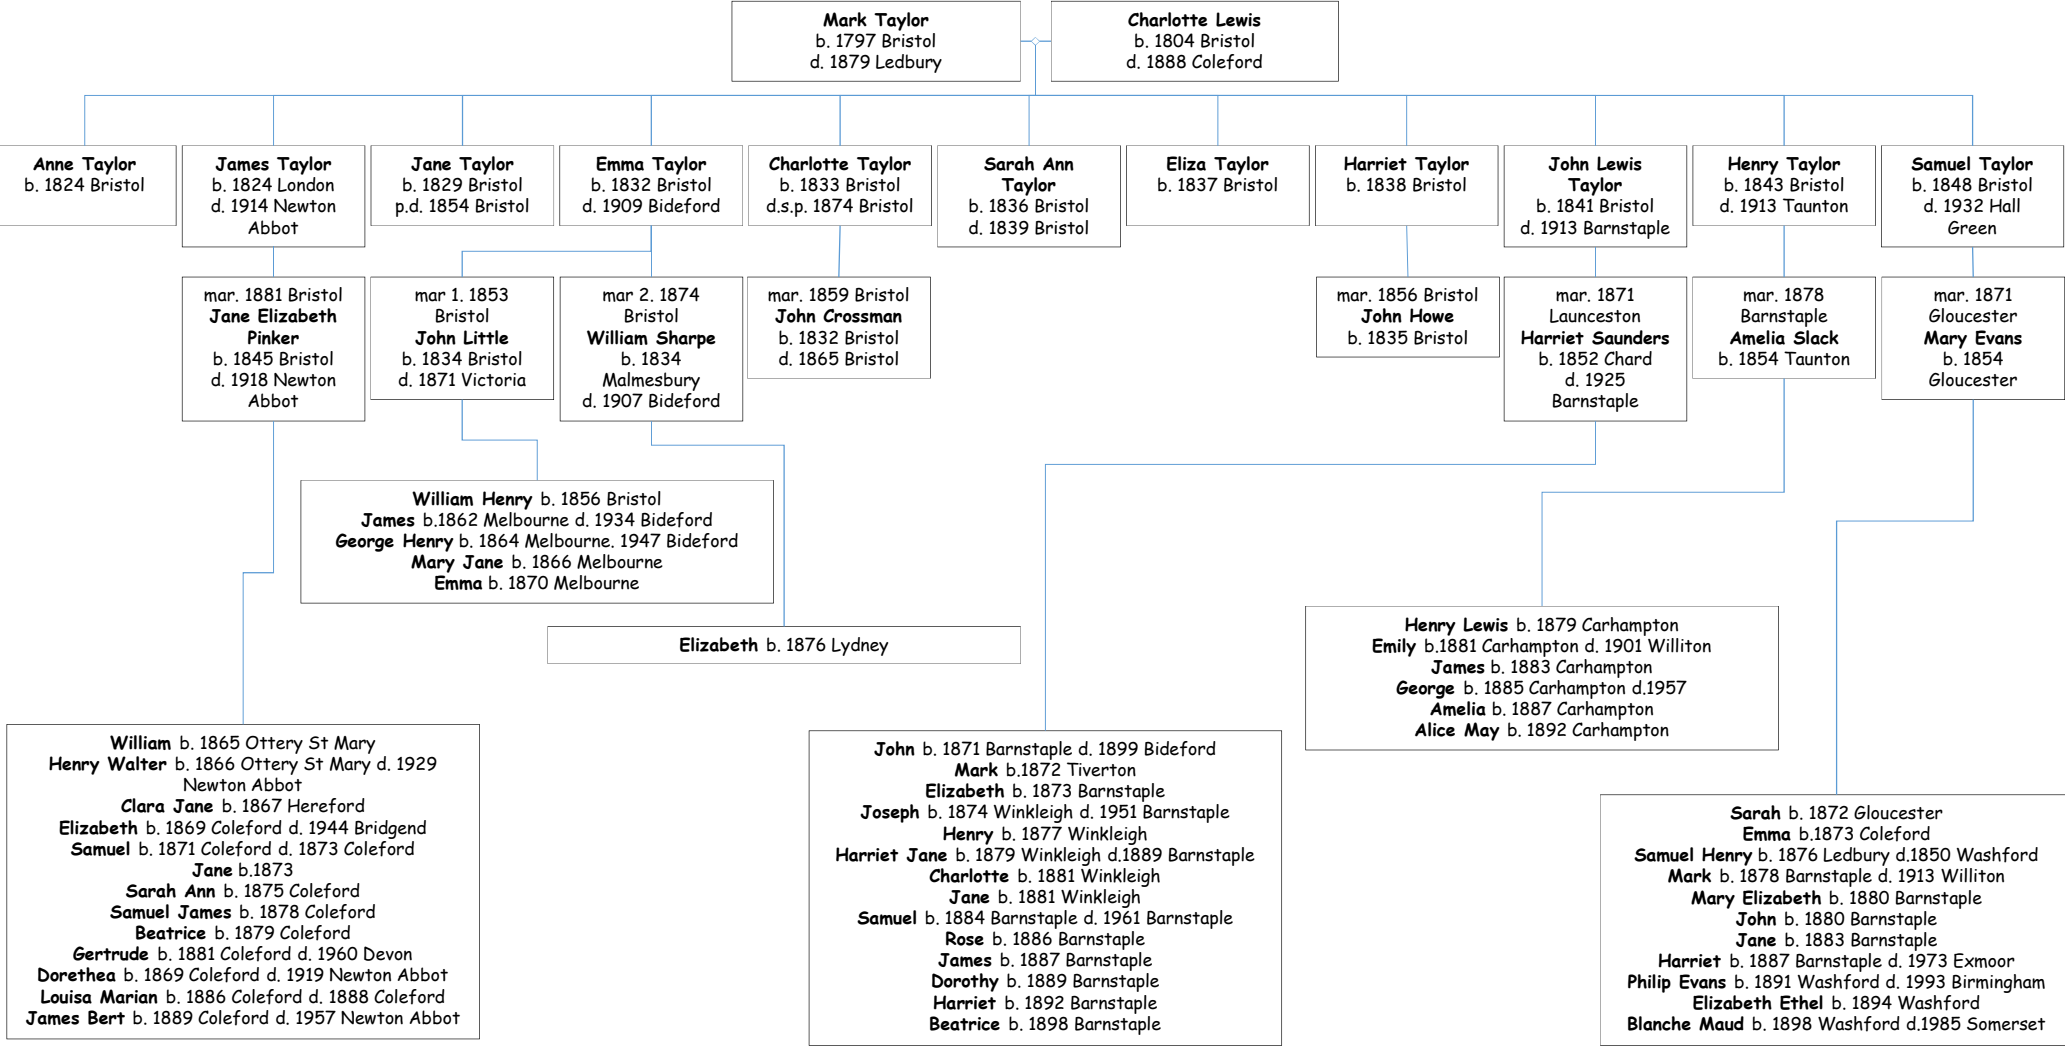 Mark Taylor
b. 1797 Bristol
d. 1879 Ledbury
Charlotte Lewis
b. 1804 Bristol
d. 1888 Coleford
Anne Taylor
b. 1824 Bristol
James Taylor
b. 1824 London
d. 1914 Newton
Abbot
Jane Taylor
b. 1829 Bristol
p.d. 1854 Bristol
Emma Taylor
b. 1832 Bristol
d. 1909 Bideford
Charlotte Taylor
b. 1833 Bristol
d.s.p. 1874 Bristol
Sarah Ann
Taylor
b. 1836 Bristol
d. 1839 Bristol
Eliza Taylor
b. 1837 Bristol
Harriet Taylor
b. 1838 Bristol
John Lewis
Taylor
b. 1841 Bristol
d. 1913 Barnstaple
Henry Taylor
b. 1843 Bristol
d. 1913 Taunton
Samuel Taylor
b. 1848 Bristol
d. 1932 Hall
Green
mar. 1881 Bristol
Jane Elizabeth
Pinker
b. 1845 Bristol
d. 1918 Newton
Abbot
mar 1. 1853
Bristol
John Little
b. 1834 Bristol
d. 1871 Victoria
mar 2. 1874
Bristol
William Sharpe
b. 1834
Malmesbury
d. 1907 Bideford
mar. 1859 Bristol
John Crossman
b. 1832 Bristol
d. 1865 Bristol
mar. 1856 Bristol
John Howe
b. 1835 Bristol
mar. 1871
Launceston
Harriet Saunders
b. 1852 Chard
d. 1925
Barnstaple
mar. 1878
Barnstaple
Amelia Slack
b. 1854 Taunton
mar. 1871
Gloucester
Mary Evans
b. 1854
Gloucester
William Henry b. 1856 Bristol
James b.1862 Melbourne d. 1934 Bideford
George Henry b. 1864 Melbourne. 1947 Bideford
Mary Jane b. 1866 Melbourne
Emma b. 1870 Melbourne
Elizabeth b. 1876 Lydney
Henry Lewis b. 1879 Carhampton
Emily b.1881 Carhampton d. 1901 Williton
James b. 1883 Carhampton
George b. 1885 Carhampton d.1957
Amelia b. 1887 Carhampton
Alice May b. 1892 Carhampton
William b. 1865 Ottery St Mary
Henry Walter b. 1866 Ottery St Mary d. 1929
Newton Abbot
Clara Jane b. 1867 Hereford
Elizabeth b. 1869 Coleford d. 1944 Bridgend
Samuel b. 1871 Coleford d. 1873 Coleford
Jane b.1873
Sarah Ann b. 1875 Coleford
Samuel James b. 1878 Coleford
Beatrice b. 1879 Coleford
Gertrude b. 1881 Coleford d. 1960 Devon
Dorethea b. 1869 Coleford d. 1919 Newton Abbot
Louisa Marian b. 1886 Coleford d. 1888 Coleford
James Bert b. 1889 Coleford d. 1957 Newton Abbot
John b. 1871 Barnstaple d. 1899 Bideford
Mark b.1872 Tiverton
Elizabeth b. 1873 Barnstaple
Joseph b. 1874 Winkleigh d. 1951 Barnstaple
Henry b. 1877 Winkleigh
Harriet Jane b. 1879 Winkleigh d.1889 Barnstaple
Charlotte b. 1881 Winkleigh
Jane b. 1881 Winkleigh
Samuel b. 1884 Barnstaple d. 1961 Barnstaple
Rose b. 1886 Barnstaple
James b. 1887 Barnstaple
Dorothy b. 1889 Barnstaple
Harriet b. 1892 Barnstaple
Beatrice b. 1898 Barnstaple
Sarah b. 1872 Gloucester
Emma b.1873 Coleford
Samuel Henry b. 1876 Ledbury d.1850 Washford
Mark b. 1878 Barnstaple d. 1913 Williton
Mary Elizabeth b. 1880 Barnstaple
John b. 1880 Barnstaple
Jane b. 1883 Barnstaple
Harriet b. 1887 Barnstaple d. 1973 Exmoor
Philip Evans b. 1891 Washford d. 1993 Birmingham
Elizabeth Ethel b. 1894 Washford
Blanche Maud b. 1898 Washford d.1985 Somerset